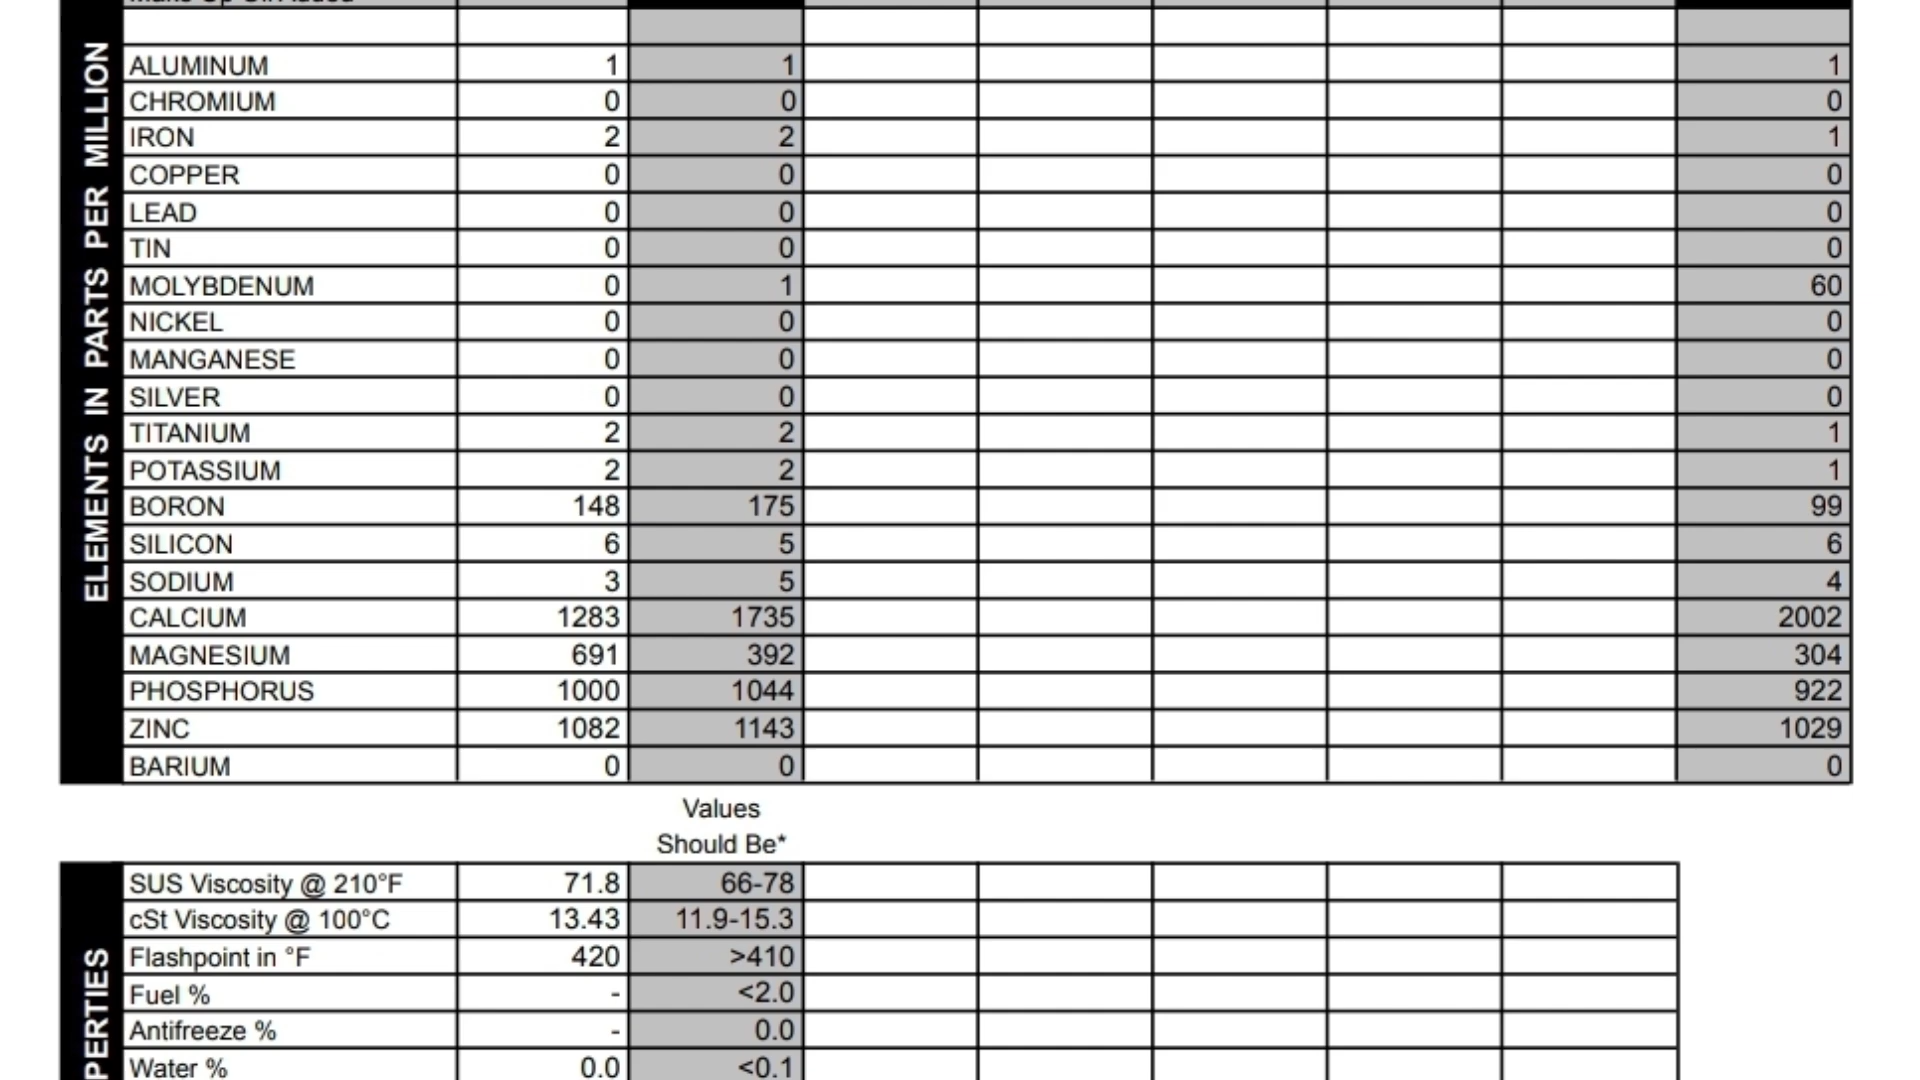 ELEMENTS IN PARTS PER MILLION
ALUMINUM 1 1 1
CHROMIUM 0 0 0
IRON 2 2 1
COPPER 0 0 0
LEAD 0 0 0
TIN 0 0 0
MOLYBDENUM 0 1 60
NICKEL 0 0 0
MANGANESE 0 0 0
SILVER 0 0 0
TITANIUM 2 2 1
POTASSIUM 2 2 1
BORON 148 175 99
SILICON 6 5 6
SODIUM 3 5 4
CALCIUM 1283 1735 2002
MAGNESIUM 691 392 304
PHOSPHORUS 1000 1044 922
ZINC 1082 1143 1029
BARIUM 0 0 0
Values
Should Be*
PERTIES
SUS Viscosity @ 210°F 71.8 66-78
cSt Viscosity @ 100°C 13.43 11.9-15.3
Flashpoint in °F 420 >410
Fuel % - <2.0
Antifreeze % - 0.0
Water % 0.0 <0.1